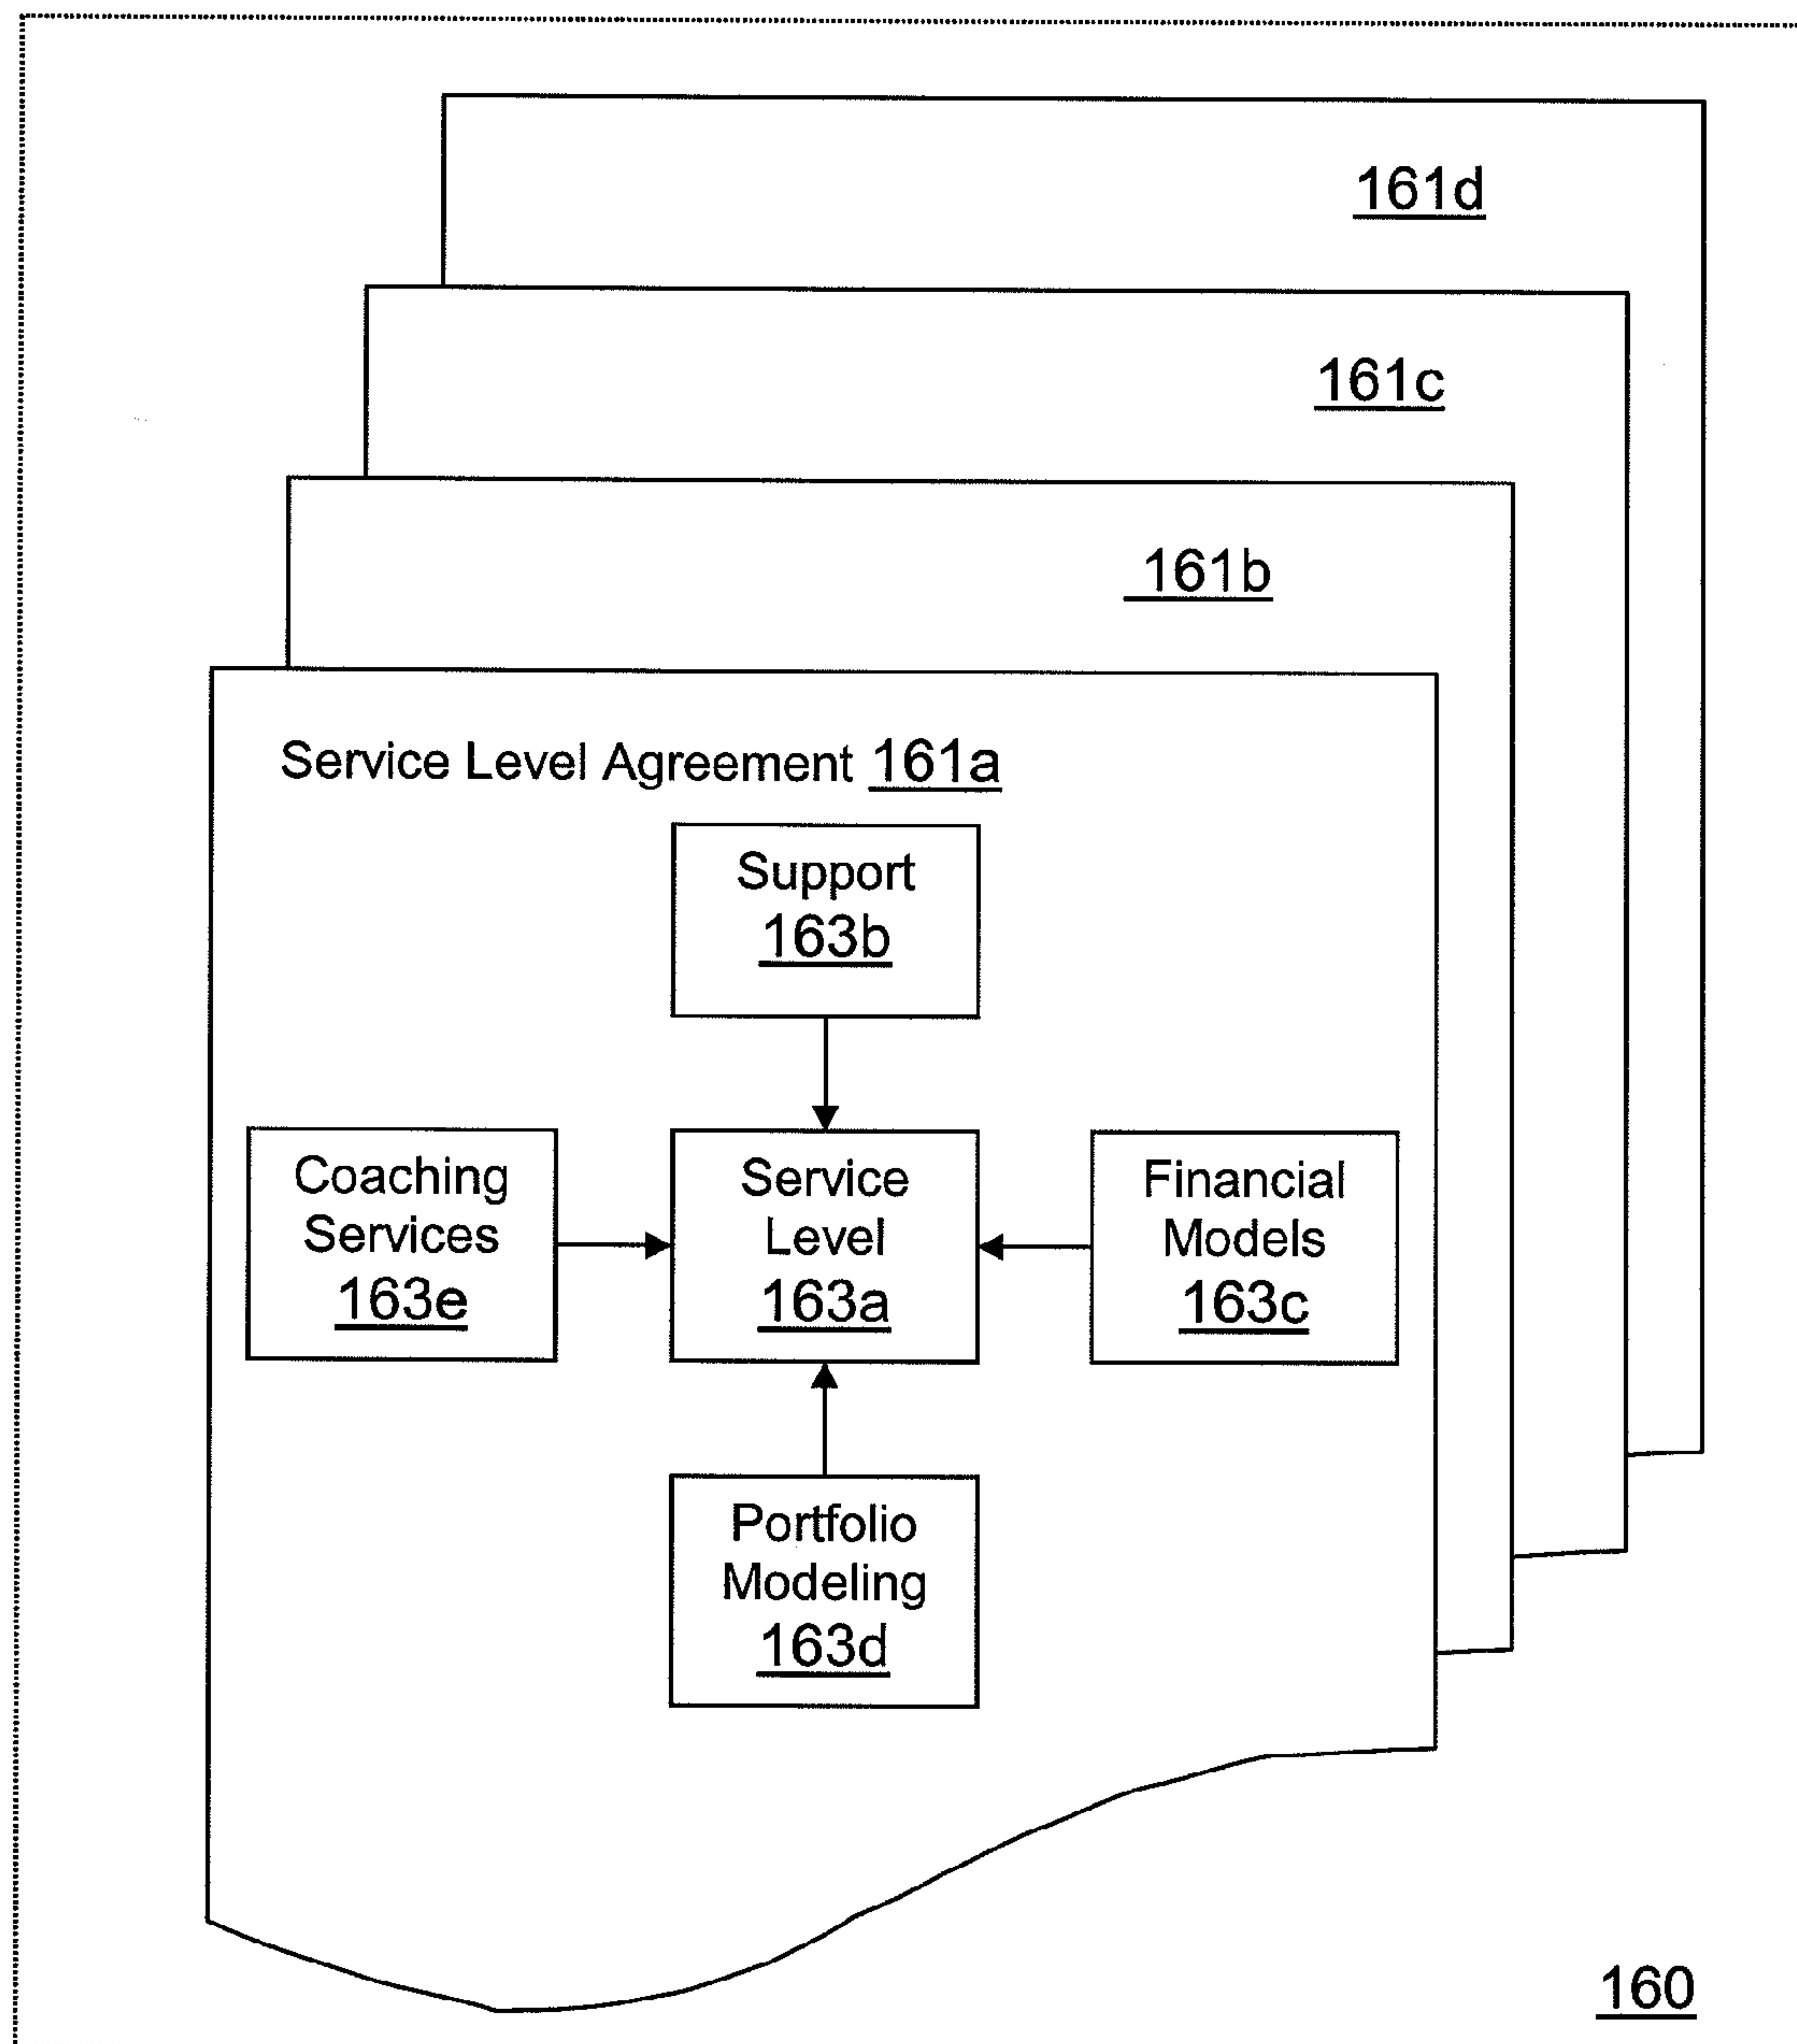 161d
161c
161b
Service Level Agreement 161a
Support
163b
Coaching
Services
163e
Service
Level
163a
Financial
Models
163c
Portfolio
Modeling
163d
160